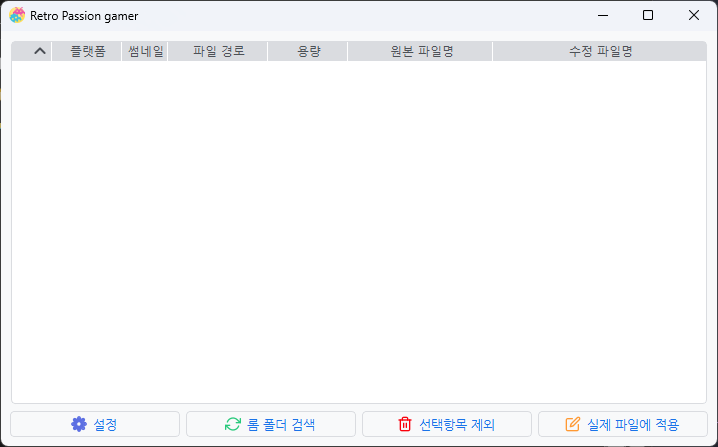 Retro Passion gamer
플랫폼 썸네일 파일 경로 용량 원본 파일명 수정 파일명
설정 롬 폴더 검색 선택항목 제외 실제 파일에 적용